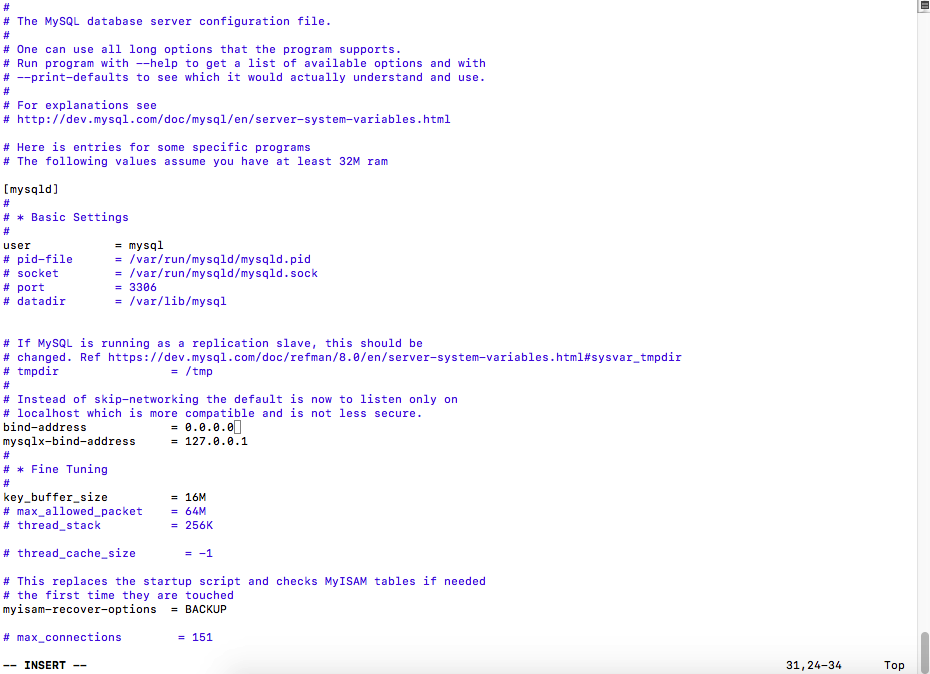 #
# The MySQL database server configuration file.
#
# One can use all long options that the program supports.
# Run program with --help to get a list of available options and with
# --print-defaults to see which it would actually understand and use.
#
# For explanations see
# http://dev.mysql.com/doc/mysql/en/server-system-variables.html

# Here is entries for some specific programs
# The following values assume you have at least 32M ram

[mysqld]
#
# * Basic Settings
#
user            = mysql
# pid-file      = /var/run/mysqld/mysqld.pid
# socket        = /var/run/mysqld/mysqld.sock
# port          = 3306
# datadir       = /var/lib/mysql


# If MySQL is running as a replication slave, this should be
# changed. Ref https://dev.mysql.com/doc/refman/8.0/en/server-system-variables.html#sysvar_tmpdir
# tmpdir                = /tmp
#
# Instead of skip-networking the default is now to listen only on
# localhost which is more compatible and is not less secure.
bind-address            = 0.0.0.0
mysqlx-bind-address     = 127.0.0.1
#
# * Fine Tuning
#
key_buffer_size         = 16M
# max_allowed_packet    = 64M
# thread_stack          = 256K

# thread_cache_size       = -1

# This replaces the startup script and checks MyISAM tables if needed
# the first time they are touched
myisam-recover-options  = BACKUP

# max_connections        = 151

-- INSERT --                                                                                                    31,24-34      Top